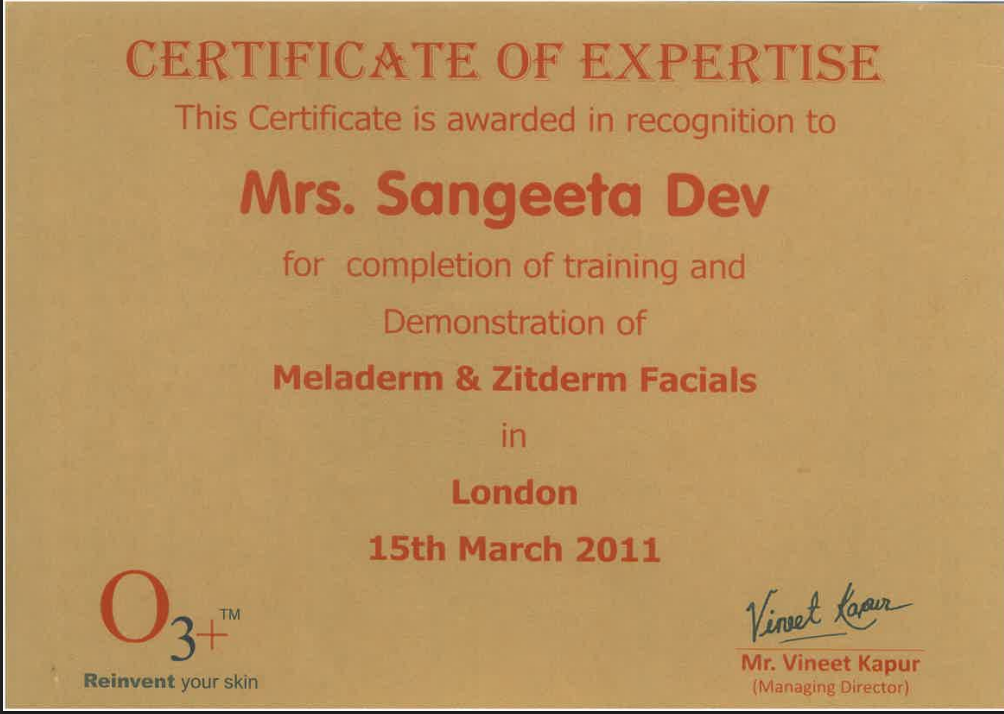 CERTIFICATE OF EXPERTISE
This Certificate is awarded in recognition to
Mrs. Sangeeta Dev
for completion of training and
Demonstration of
Meladerm & Zitderm Facials
in
London
15th March 2011
O3+™
Reinvent your skin
Vineet Kapur
Mr. Vineet Kapur
(Managing Director)